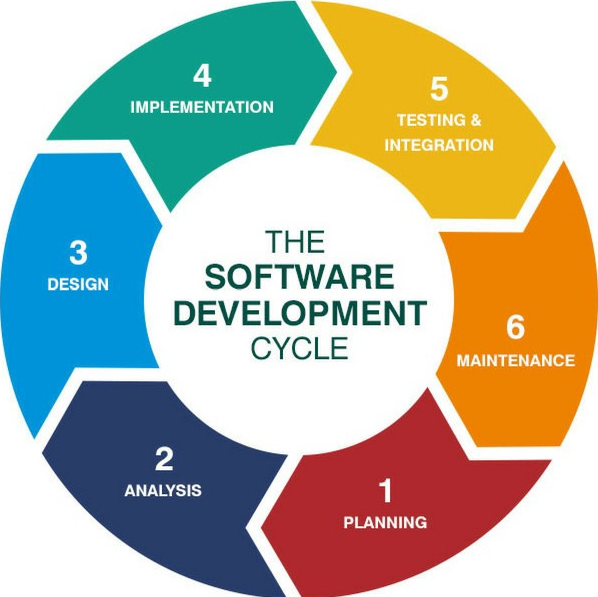 THE
SOFTWARE
DEVELOPMENT
CYCLE
1
PLANNING
2
ANALYSIS
3
DESIGN
4
IMPLEMENTATION
5
TESTING &
INTEGRATION
6
MAINTENANCE